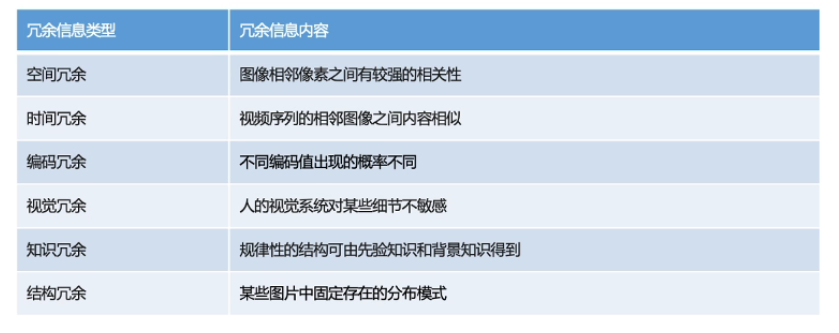 冗余信息类型 冗余信息内容
空间冗余 图像相邻像素之间有较强的相关性
时间冗余 视频序列的相邻图像之间内容相似
编码冗余 不同编码值出现的概率不同
视觉冗余 人的视觉系统对某些细节不敏感
知识冗余 规律性的结构可由先验知识和背景知识得到
结构冗余 某些图片中固定存在的分布模式